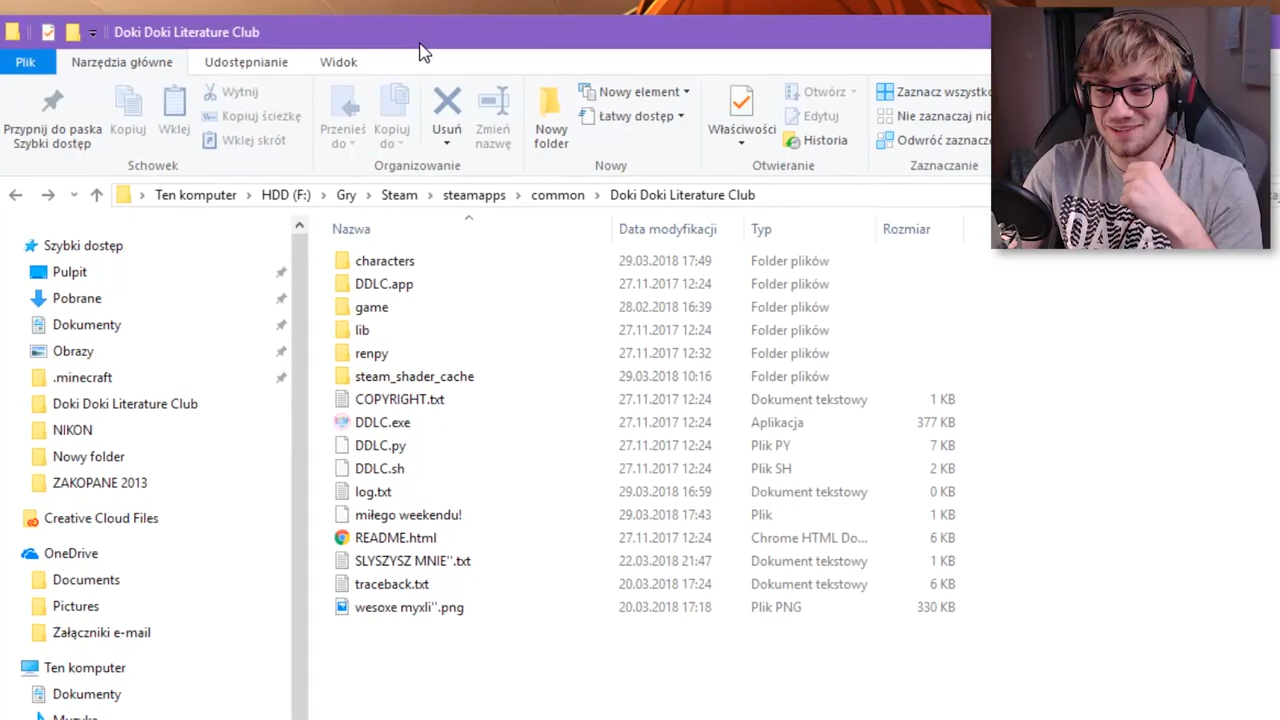 Doki Doki Literature Club
Plik Narzędzia główne Udostępnianie Widok
Przypnij do paska Szybki dostęp
Kopiuj
Wklej
Wytnij
Kopiuj ścieżkę
Wklej skrót
Schowek
Przenieś do
Kopiuj do
Usuń
Zmień nazwę
Organizowanie
Nowy folder
Nowy element
Łatwy dostęp
Nowy
Właściwości
Otwórz
Edytuj
Historia
Otwieranie
Zaznacz wszystko
Nie zaznaczaj nic
Odwróć zaznacze
Zaznaczanie
Ten komputer HDD (F:) Gry Steam steamapps common Doki Doki Literature Club
Szybki dostęp
Pulpit
Pobrane
Dokumenty
Obrazy
.minecraft
Doki Doki Literature Club
NIKON
Nowy folder
ZAKOPANE 2013
Creative Cloud Files
OneDrive
Documents
Pictures
Załączniki e-mail
Ten komputer
Dokumenty
Nazwa Data modyfikacji Typ Rozmiar
characters 29.03.2018 17:49 Folder plików
DDLC.app 27.11.2017 12:24 Folder plików
game 28.02.2018 16:39 Folder plików
lib 27.11.2017 12:24 Folder plików
renpy 27.11.2017 12:32 Folder plików
steam_shader_cache 29.03.2018 10:16 Folder plików
COPYRIGHT.txt 27.11.2017 12:24 Dokument tekstowy 1 KB
DDLC.exe 27.11.2017 12:24 Aplikacja 377 KB
DDLC.py 27.11.2017 12:24 Plik PY 7 KB
DDLC.sh 27.11.2017 12:24 Plik SH 2 KB
log.txt 29.03.2018 16:59 Dokument tekstowy 0 KB
miłego weekendu! 29.03.2018 17:43 Plik 1 KB
README.html 27.11.2017 12:24 Chrome HTML Do... 6 KB
SLYSZYSZ MNIE''.txt 22.03.2018 21:47 Dokument tekstowy 1 KB
traceback.txt 20.03.2018 17:24 Dokument tekstowy 6 KB
wesoxe myxli''.png 20.03.2018 17:18 Plik PNG 330 KB